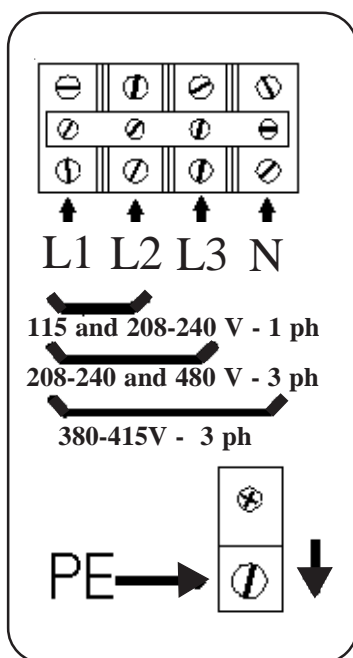 L1 L2 L3 N
115 and 208-240 V - 1 ph
208-240 and 480 V - 3 ph
380-415V - 3 ph
PE